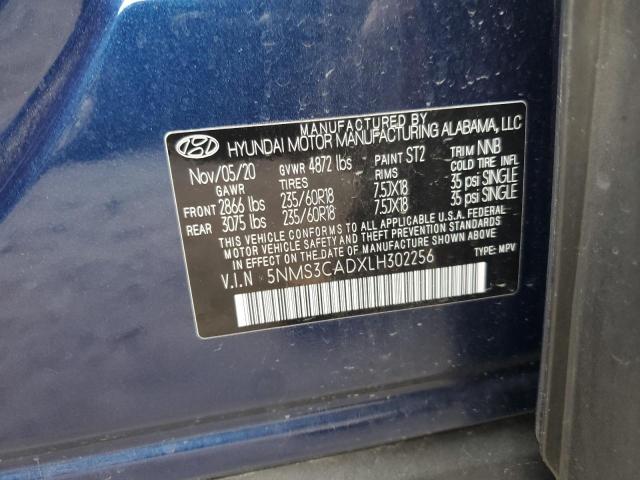 MANUFACTURED BY
HYUNDAI MOTOR MANUFACTURING ALABAMA, LLC
Nov/05/20 GVWR 4872 lbs PAINT ST2 TRIM NNB
GAWR TIRES RIMS COLD TIRE INFL
FRONT 2866 lbs 235/60R18 7.5JX18 35 psi SINGLE
REAR 3075 lbs 235/60R18 7.5JX18 35 psi SINGLE
THIS VEHICLE CONFORMS TO ALL APPLICABLE U.S.A. FEDERAL
MOTOR VEHICLE SAFETY STANDARDS IN EFFECT ON THE
DATE OF MANUFACTURE SHOWN ABOVE.
V.I.N 5NMS3CADXLH302256 TYPE: MPV